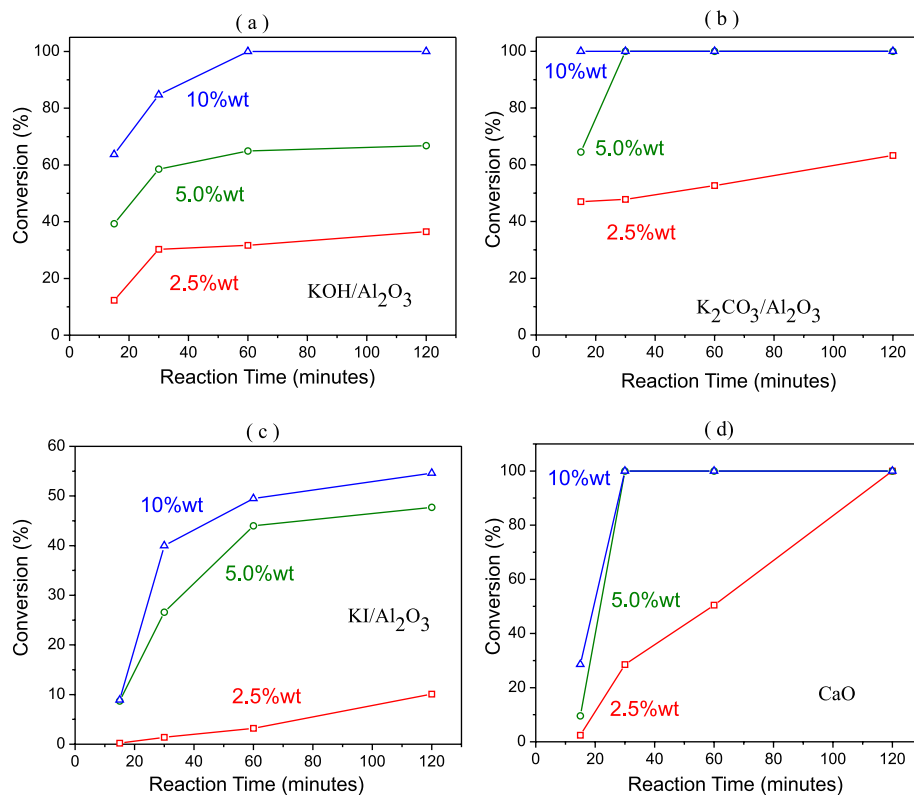 ( a )
100
80
60
40
20
0
Conversion (%)
10%wt
5.0%wt
2.5%wt
KOH/Al2O3
0 20 40 60 80 100 120
Reaction Time (minutes)
( b )
100
80
60
40
20
0
Conversion (%)
10%wt
5.0%wt
2.5%wt
K2CO3/Al2O3
0 20 40 60 80 100 120
Reaction Time (minutes)
( c )
60
50
40
30
20
10
0
Conversion (%)
10%wt
5.0%wt
KI/Al2O3
2.5%wt
0 20 40 60 80 100 120
Reaction Time (minutes)
( d )
100
80
60
40
20
0
Conversion (%)
10%wt
5.0%wt
2.5%wt
CaO
0 20 40 60 80 100 120
Reaction Time (minutes)